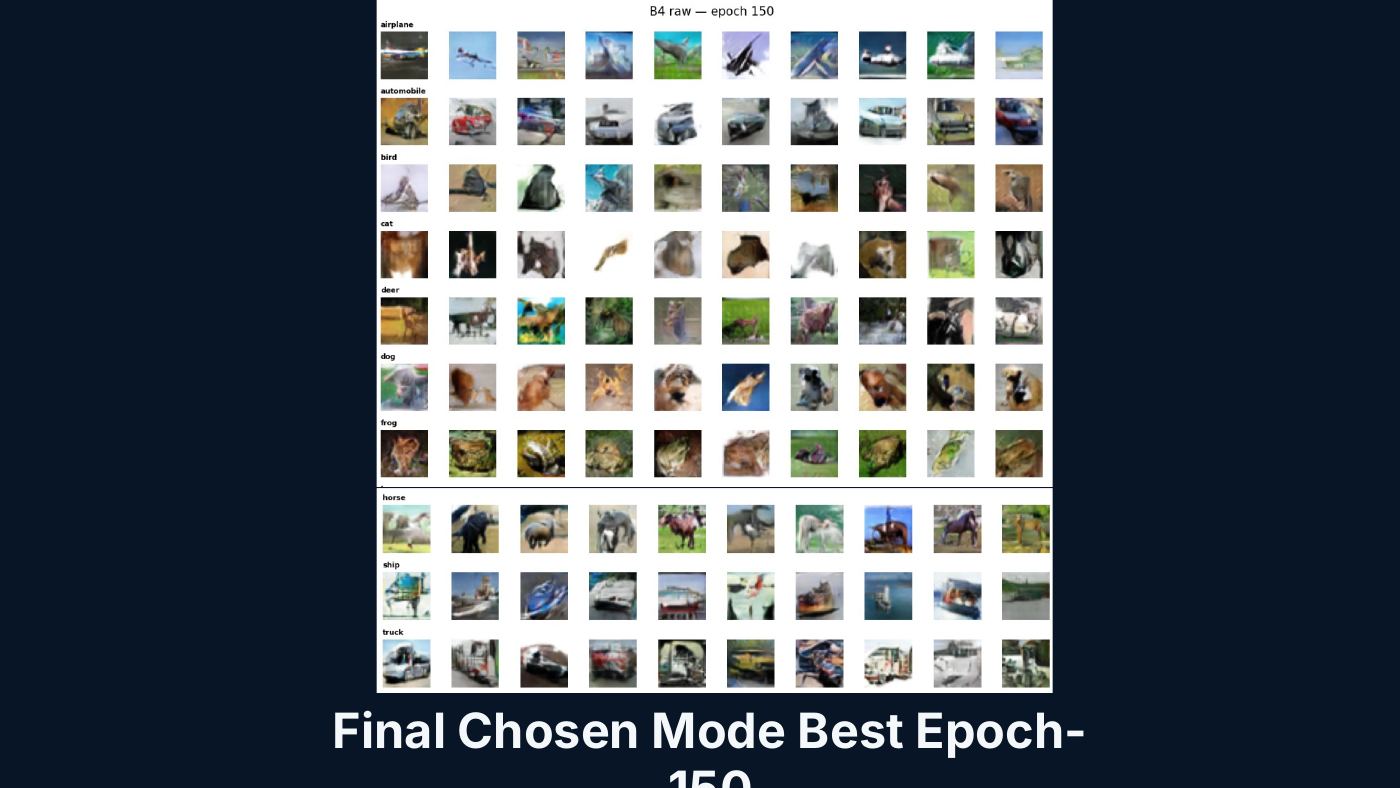 B4 raw — epoch 150
airplane
automobile
bird
cat
deer
dog
frog
horse
ship
truck
Final Chosen Mode Best Epoch-
150